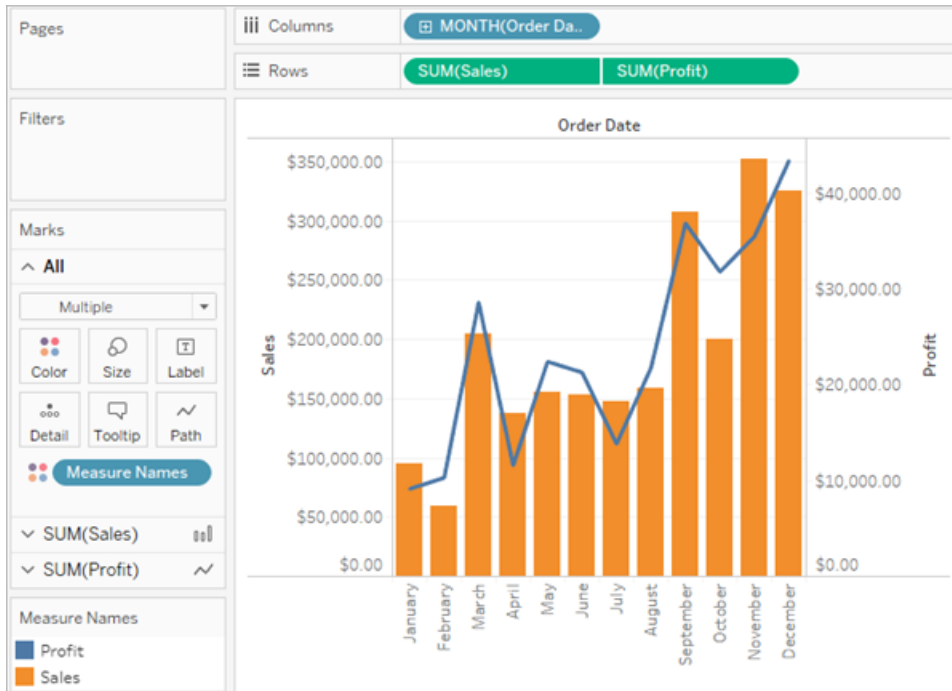 Pages
Columns
MONTH(Order Da..
Rows
SUM(Sales) SUM(Profit)
Filters
Marks
All
Multiple
Color Size Label
Detail Tooltip Path
Measure Names
SUM(Sales)
SUM(Profit)
Measure Names
Profit
Sales
Order Date
Sales
$350,000.00
$300,000.00
$250,000.00
$200,000.00
$150,000.00
$100,000.00
$50,000.00
$0.00
$40,000.00
$30,000.00
$20,000.00
$10,000.00
$0.00
Profit
January
February
March
April
May
June
July
August
September
October
November
December